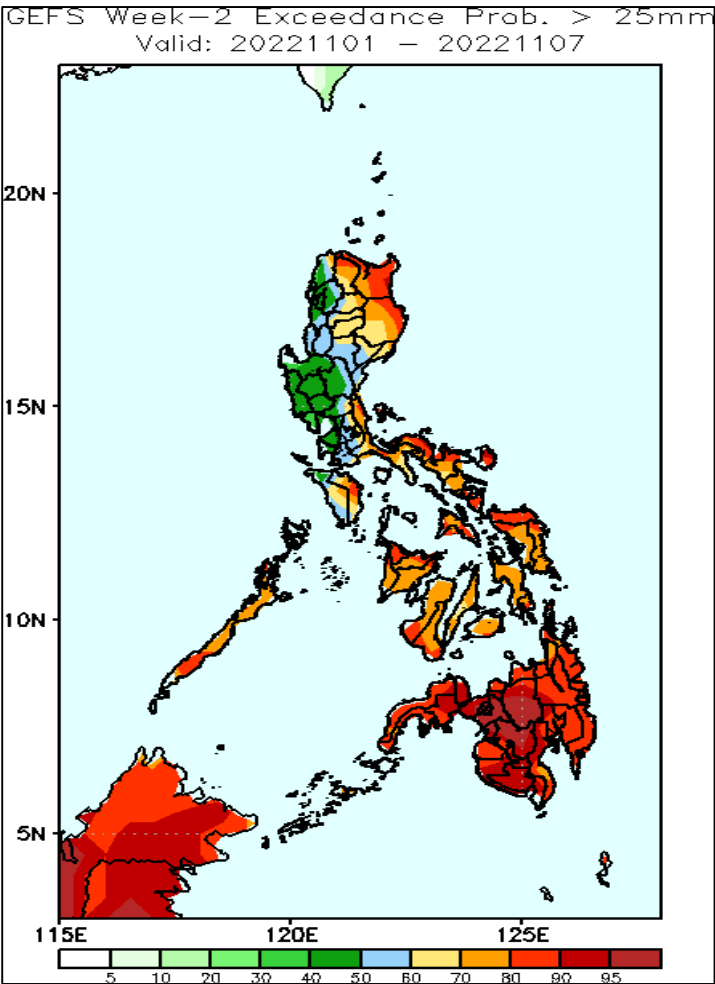 GEFS Week-2 Exceedance Prob. > 25mm
Valid: 20221101 - 20221107
20N
15N
10N
5N
115E 120E 125E
5 10 20 30 40 50 60 70 80 90 95